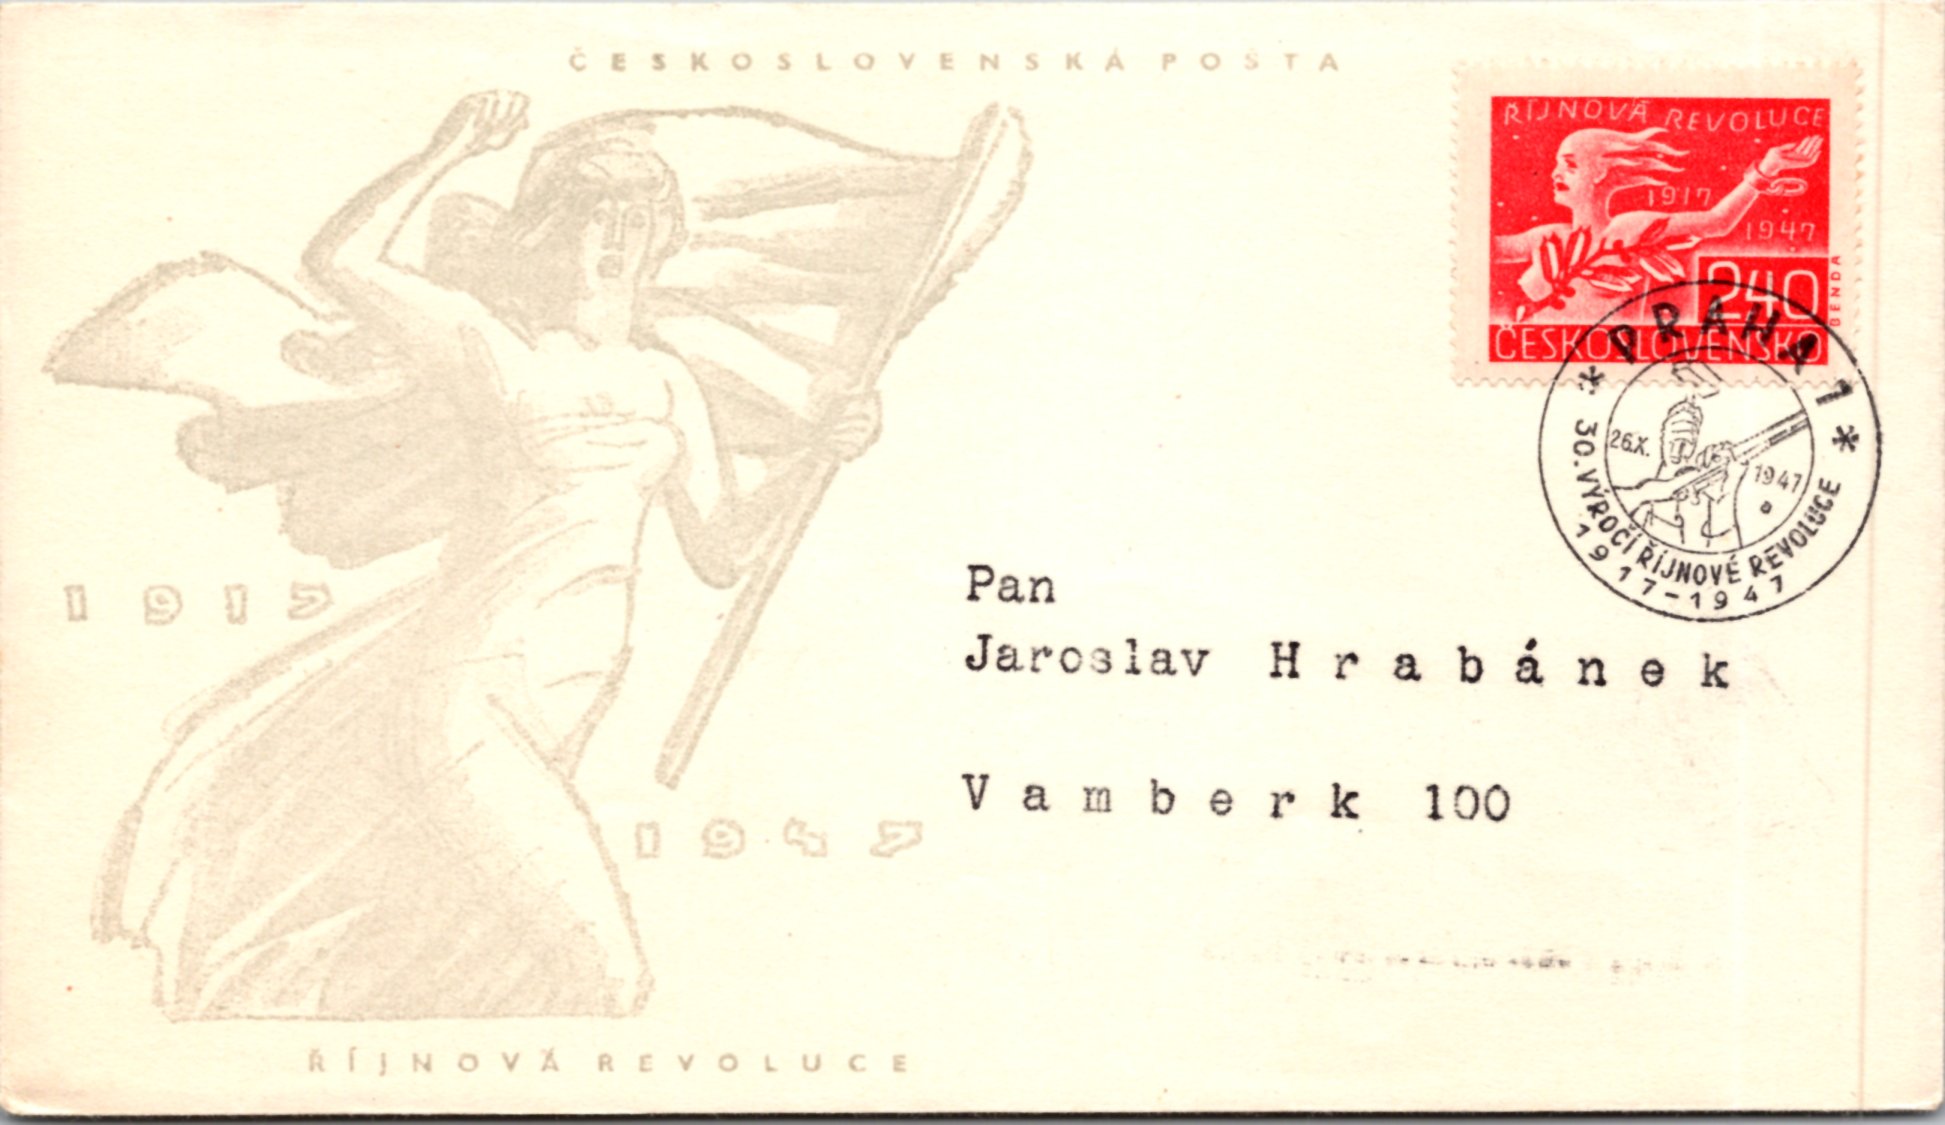 ČESKOSLOVENSKÁ POŠTA
ŘÍJNOVÁ REVOLUCE
1917
1947
240
BENDA
ČESKOSLOVENSKO
* PRAHA 1 *
26.X. 1947
30. VÝROČÍ ŘÍJNOVÉ REVOLUCE
1917-1947
1917
Pan
Jaroslav Hrabánek
Vamberk 100
1947
ŘÍJNOVÁ REVOLUCE